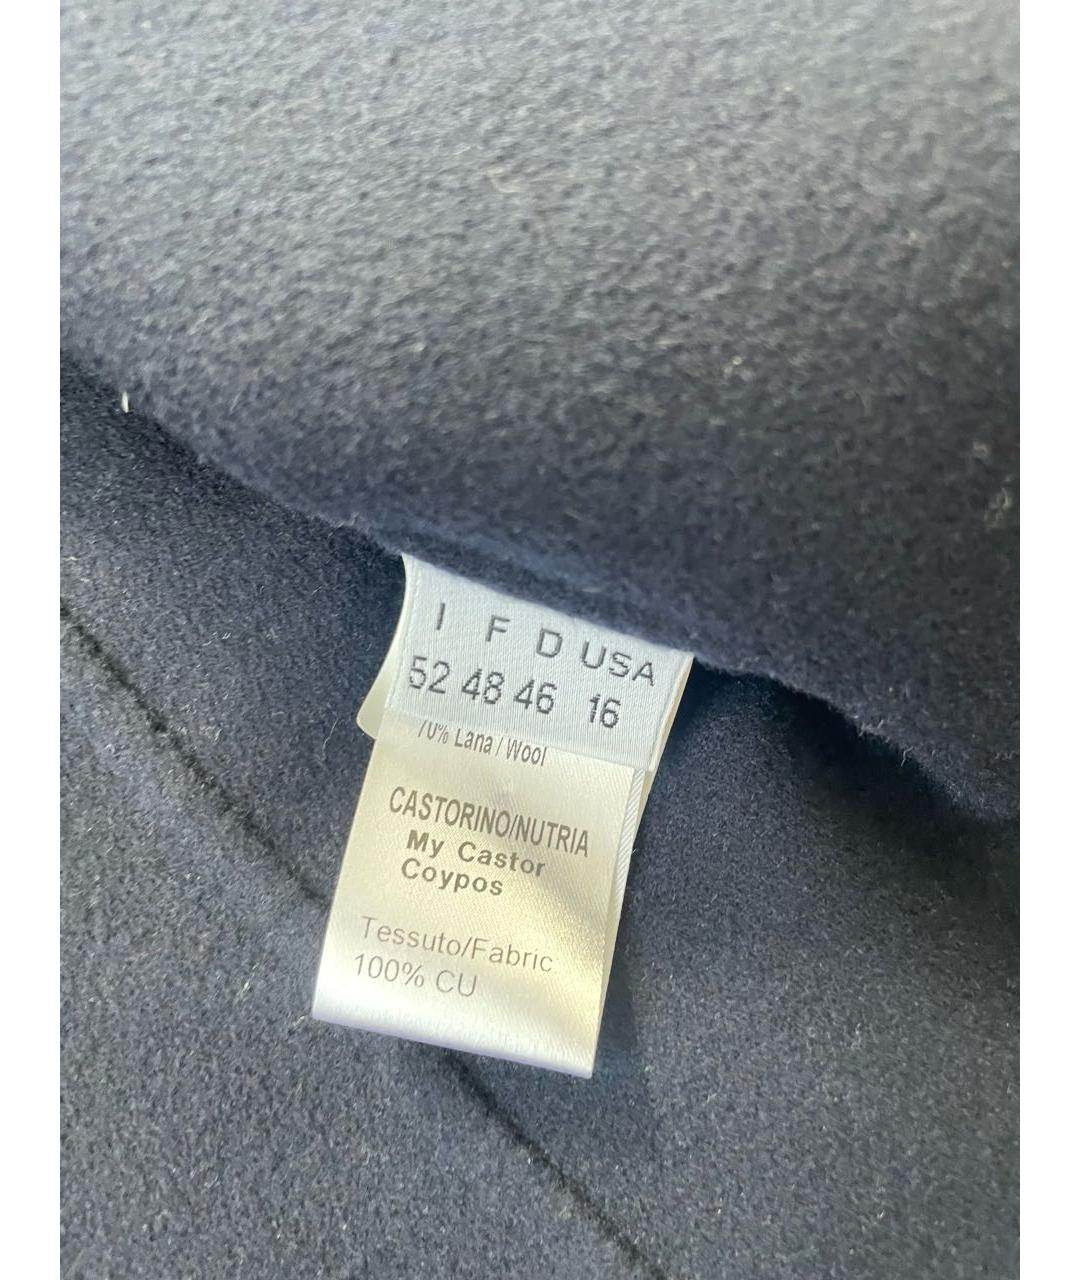 I F D USA
52 48 46 16
70% Lana / Wool
CASTORINO/NUTRIA
My Castor
Coypos
Tessuto/Fabric
100% CU